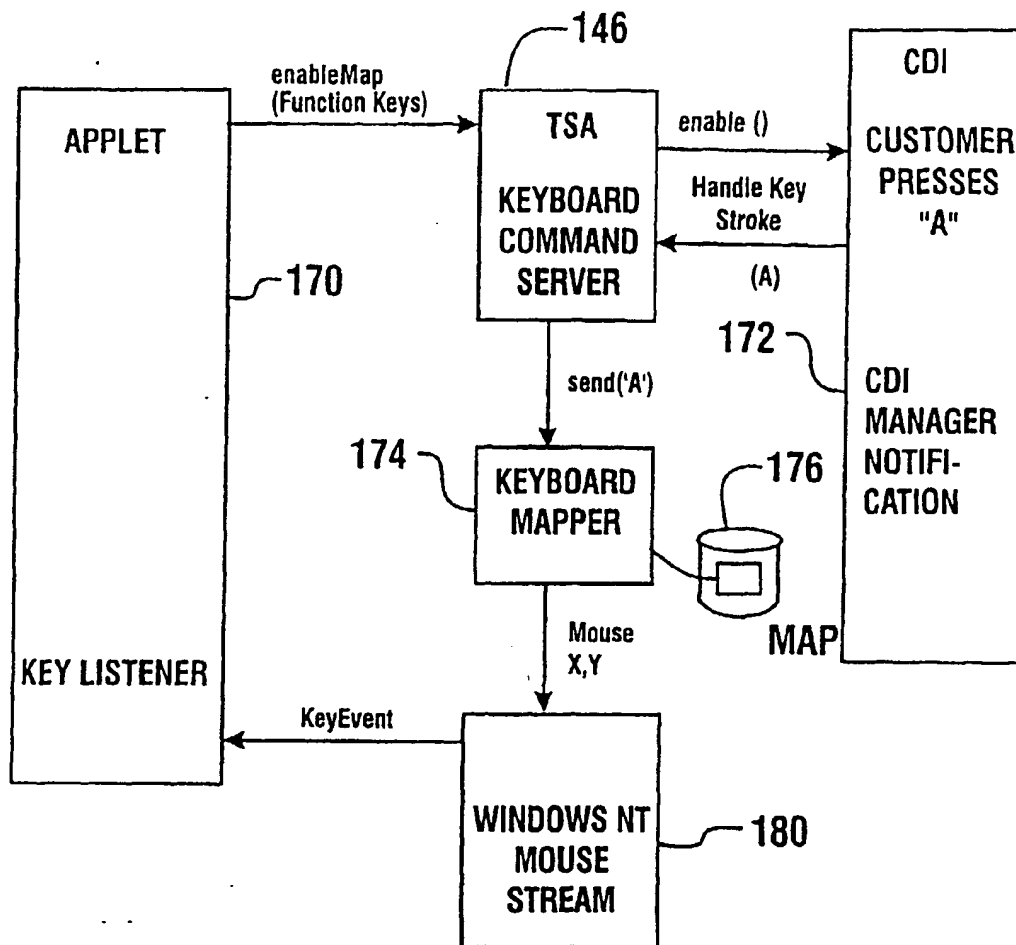 146
enableMap
(Function Keys)
APPLET
170
KEY LISTENER
TSA
KEYBOARD
COMMAND
SERVER
enable ()
Handle Key
Stroke
(A)
CDI
CUSTOMER
PRESSES
"A"
172
CDI
MANAGER
NOTIFI-
CATION
send('A')
174
KEYBOARD
MAPPER
176
MAP
Mouse
X,Y
KeyEvent
WINDOWS NT
MOUSE
STREAM
180